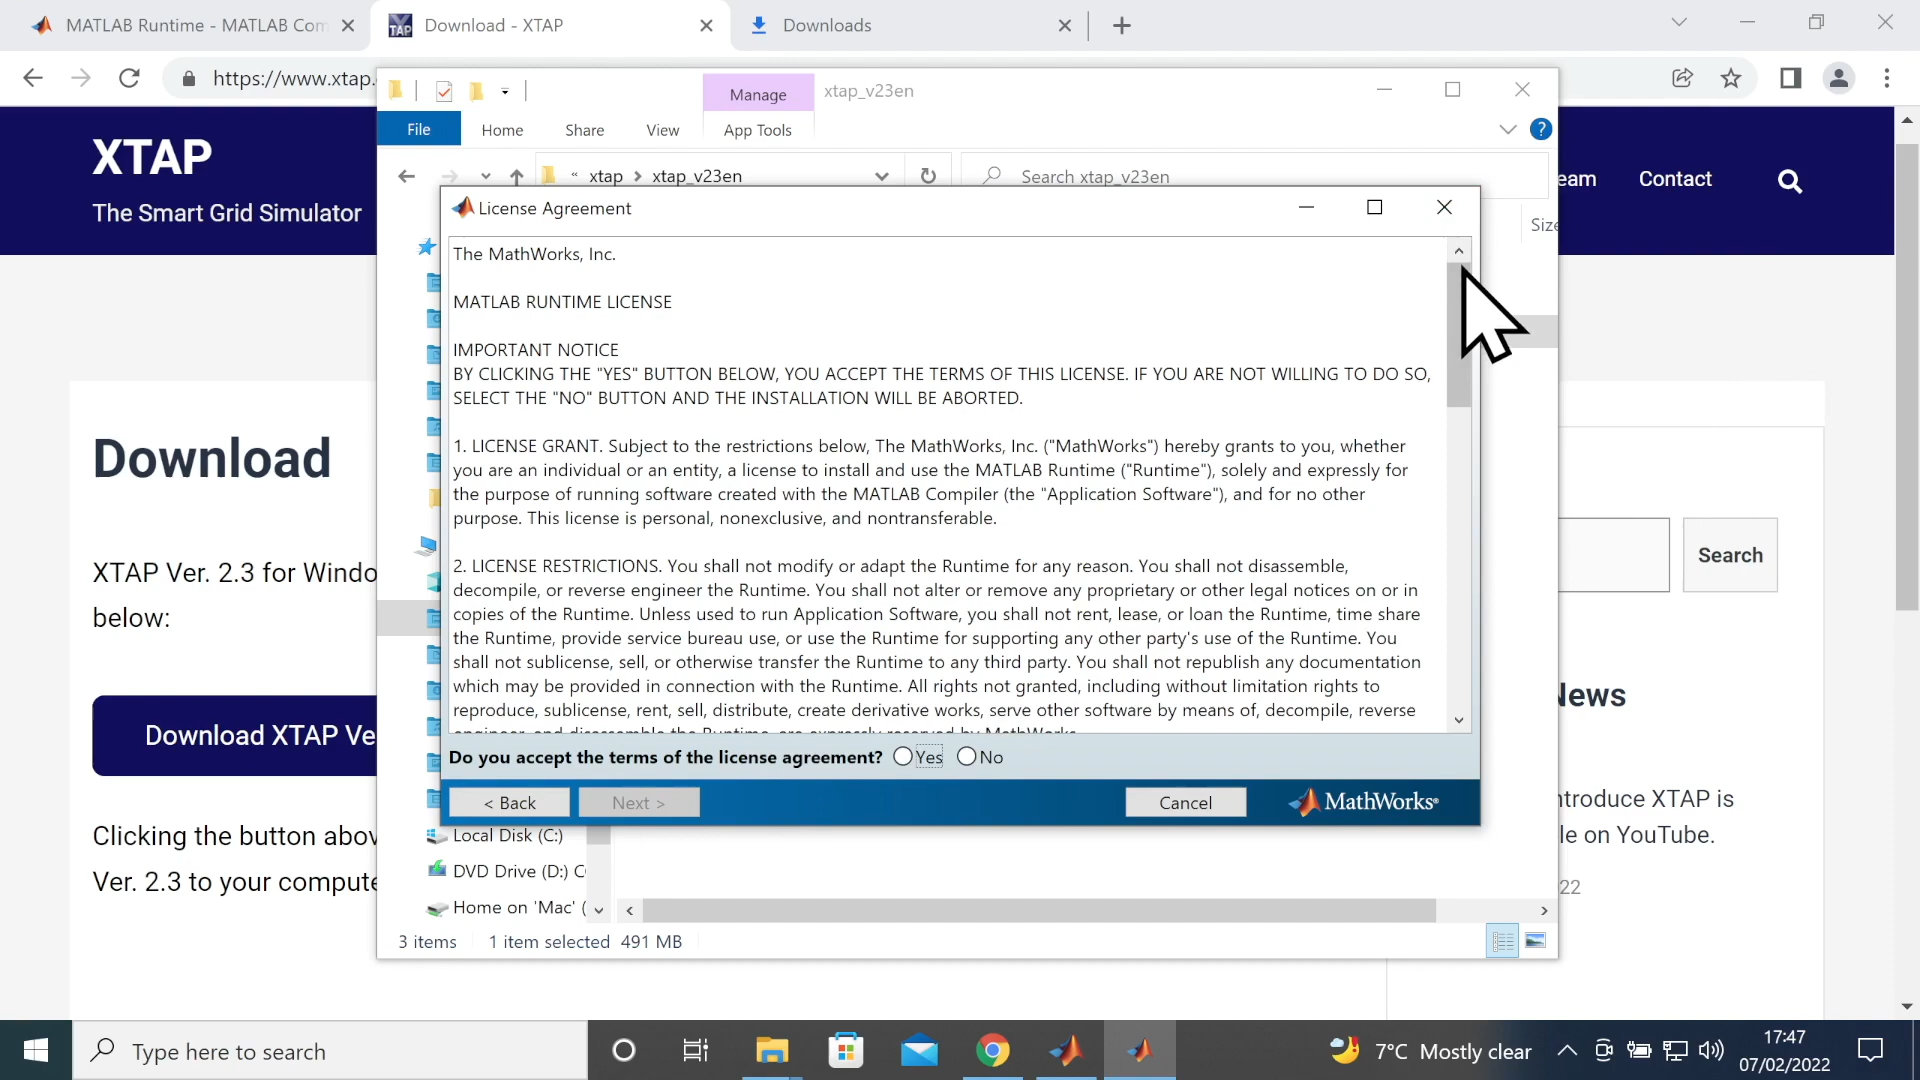 MATLAB Runtime - MATLAB Com
Download - XTAP
Downloads
https://www.xtap.
Manage
xtap_v23en
File
Home
Share
View
App Tools
xtap
xtap_v23en
Search xtap_v23en
XTAP
The Smart Grid Simulator
eam
Contact
Size
License Agreement
The MathWorks, Inc.
MATLAB RUNTIME LICENSE
IMPORTANT NOTICE
BY CLICKING THE "YES" BUTTON BELOW, YOU ACCEPT THE TERMS OF THIS LICENSE. IF YOU ARE NOT WILLING TO DO SO,
SELECT THE "NO" BUTTON AND THE INSTALLATION WILL BE ABORTED.
1. LICENSE GRANT. Subject to the restrictions below, The MathWorks, Inc. ("MathWorks") hereby grants to you, whether
you are an individual or an entity, a license to install and use the MATLAB Runtime ("Runtime"), solely and expressly for
the purpose of running software created with the MATLAB Compiler (the "Application Software"), and for no other
purpose. This license is personal, nonexclusive, and nontransferable.
2. LICENSE RESTRICTIONS. You shall not modify or adapt the Runtime for any reason. You shall not disassemble,
decompile, or reverse engineer the Runtime. You shall not alter or remove any proprietary or other legal notices on or in
copies of the Runtime. Unless used to run Application Software, you shall not rent, lease, or loan the Runtime, time share
the Runtime, provide service bureau use, or use the Runtime for supporting any other party's use of the Runtime. You
shall not sublicense, sell, or otherwise transfer the Runtime to any third party. You shall not republish any documentation
which may be provided in connection with the Runtime. All rights not granted, including without limitation rights to
reproduce, sublicense, rent, sell, distribute, create derivative works, serve other software by means of, decompile, reverse
engineer, and disassemble the Runtime, are expressly reserved by MathWorks.
Do you accept the terms of the license agreement?
Yes
No
< Back
Next >
Cancel
MathWorks®
Download
XTAP Ver. 2.3 for Windo
below:
Download XTAP Ve
Clicking the button abov
Ver. 2.3 to your compute
Search
News
ntroduce XTAP is
le on YouTube.
22
Local Disk (C:)
DVD Drive (D:) C
Home on 'Mac' (
3 items
1 item selected 491 MB
Type here to search
7°C Mostly clear
17:47
07/02/2022